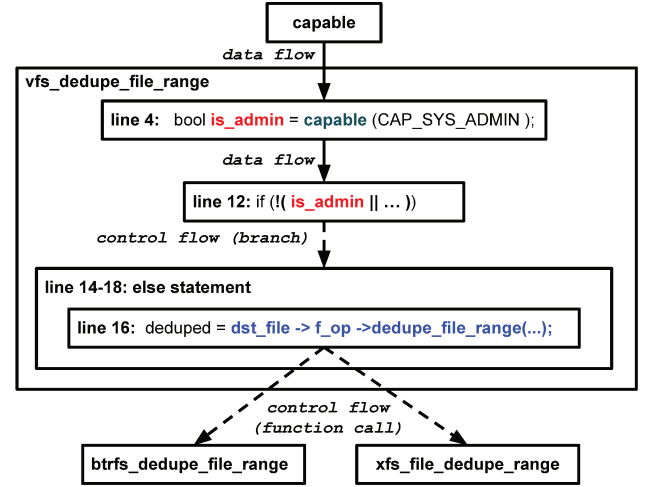 capable
data flow
vfs_dedupe_file_range
line 4: bool is_admin = capable (CAP_SYS_ADMIN );
data flow
line 12: if (!( is_admin || … ))
control flow (branch)
line 14-18: else statement
line 16: deduped = dst_file -> f_op ->dedupe_file_range(...);
control flow
(function call)
btrfs_dedupe_file_range
xfs_file_dedupe_range